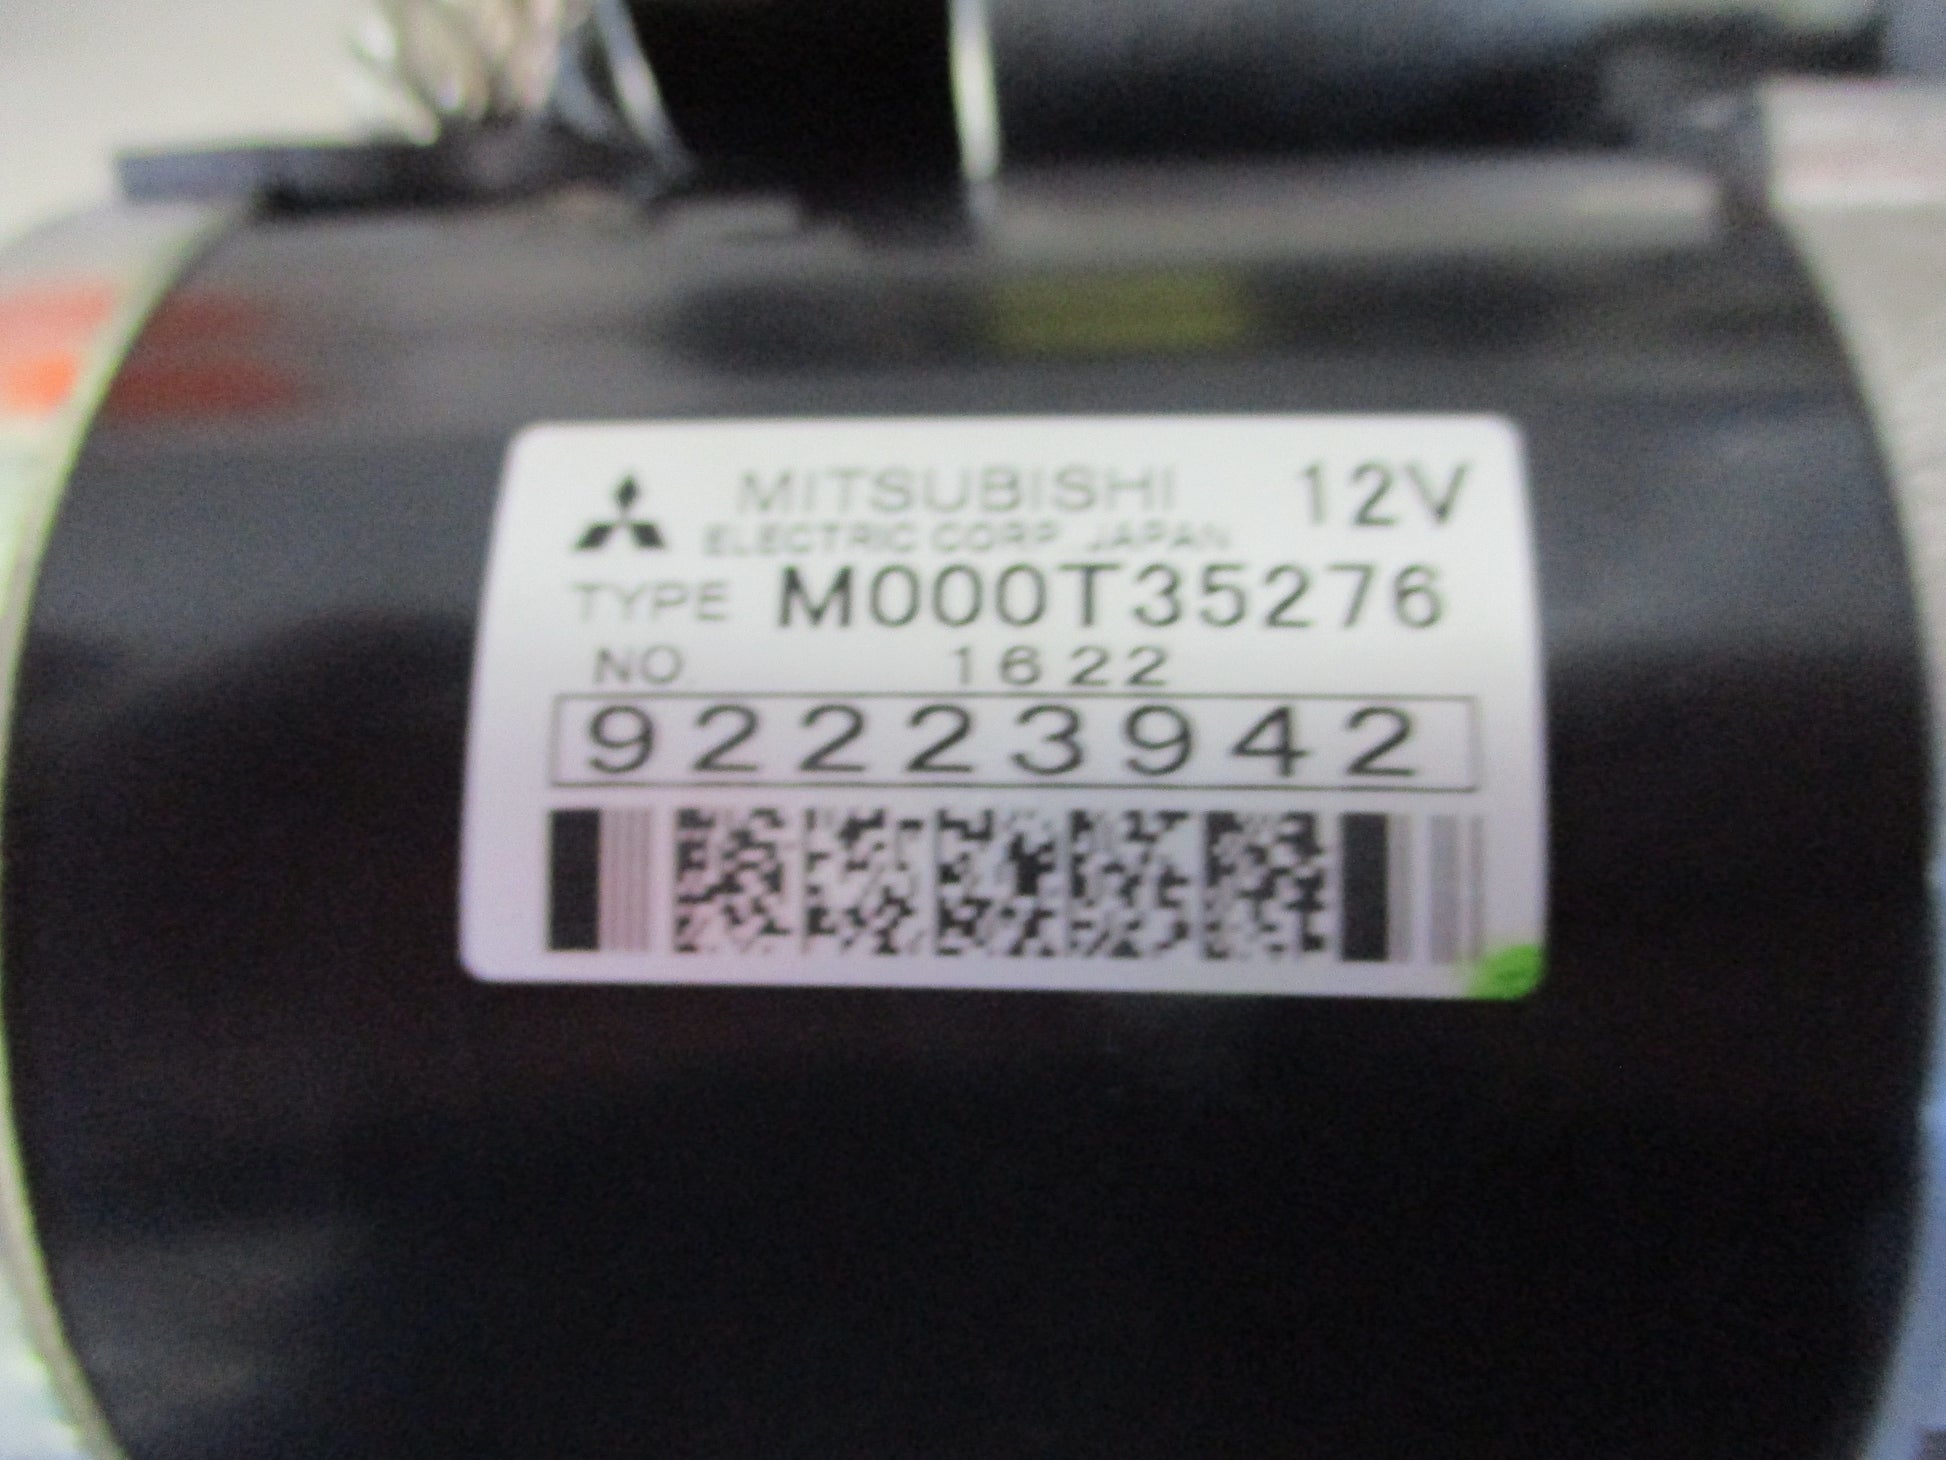 MITSUBISHI 12V
ELECTRIC CORP. JAPAN
TYPE M000T35276
NO. 1622
92223942